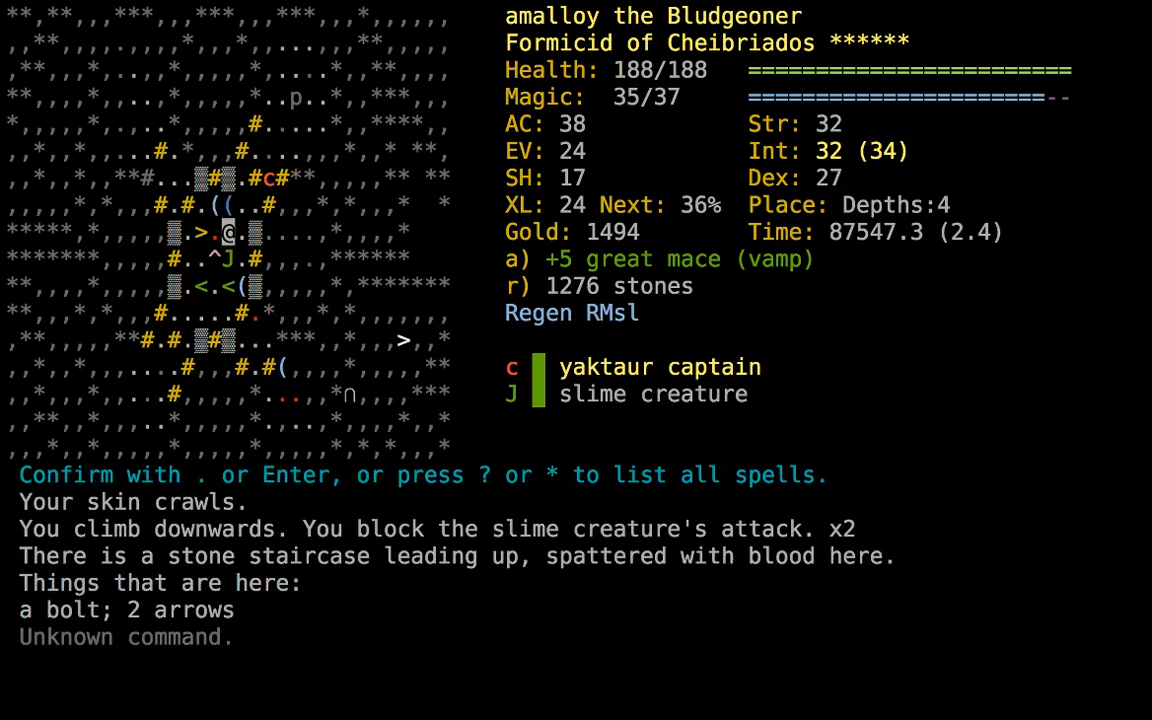 amalloy the Bludgeoner
Formicid of Cheibriados ******
Health: 188/188
Magic: 35/37
AC: 38 Str: 32
EV: 24 Int: 32 (34)
SH: 17 Dex: 27
XL: 24 Next: 36% Place: Depths:4
Gold: 1494 Time: 87547.3 (2.4)
a) +5 great mace (vamp)
r) 1276 stones
Regen RMsl
c yaktaur captain
J slime creature
Confirm with . or Enter, or press ? or * to list all spells.
Your skin crawls.
You climb downwards. You block the slime creature's attack. x2
There is a stone staircase leading up, spattered with blood here.
Things that are here:
a bolt; 2 arrows
Unknown command.